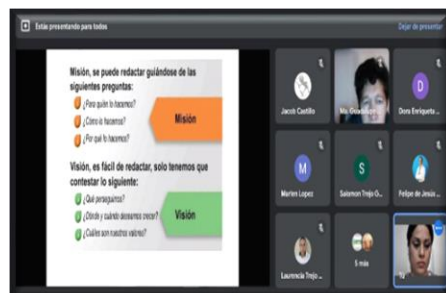 Estás presentando para todos
Dejar de presentar
Misión, se puede redactar guiándose de las
siguientes preguntas:
¿Para quién lo hacemos?
¿Cómo lo hacemos?
¿Por qué lo hacemos?
Misión
Visión, es fácil de redactar, solo tenemos que
contestar lo siguiente:
¿Qué perseguimos?
¿Dónde y cuándo deseamos crecer?
¿Cuáles son nuestros valores?
Visión
Jacob Castillo
Ma. Guadalupe
D
Dora Enriqueta ...
M
Marlen Lopez
S
Salomon Trejo G...
Felipe de Jesús ...
Laurencia Trejo ...
5 más
Tú